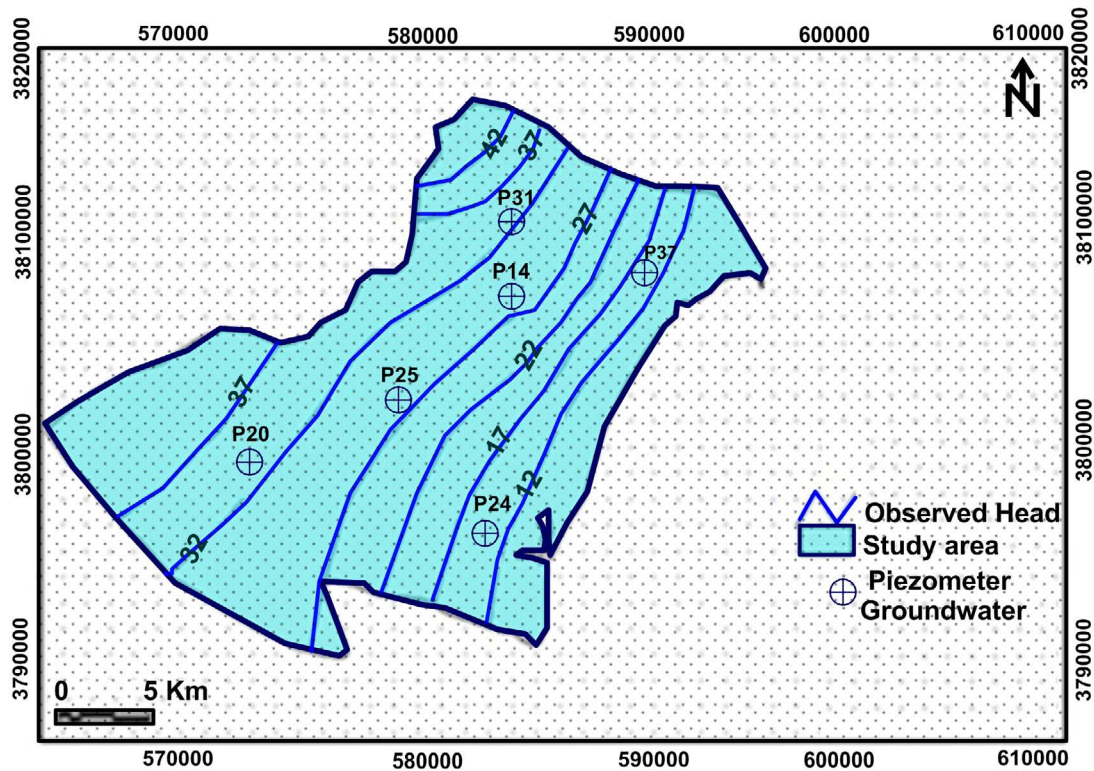 570000 580000 590000 600000 610000
3820000 3820000
N
42 37
P31
27
3810000 3810000
P37
P14
22
P25
37
P20
17
3800000 3800000
12
P24
32
Observed Head
Study area
Piezometer
Groundwater
3790000 3790000
0 5 Km
570000 580000 590000 600000 610000